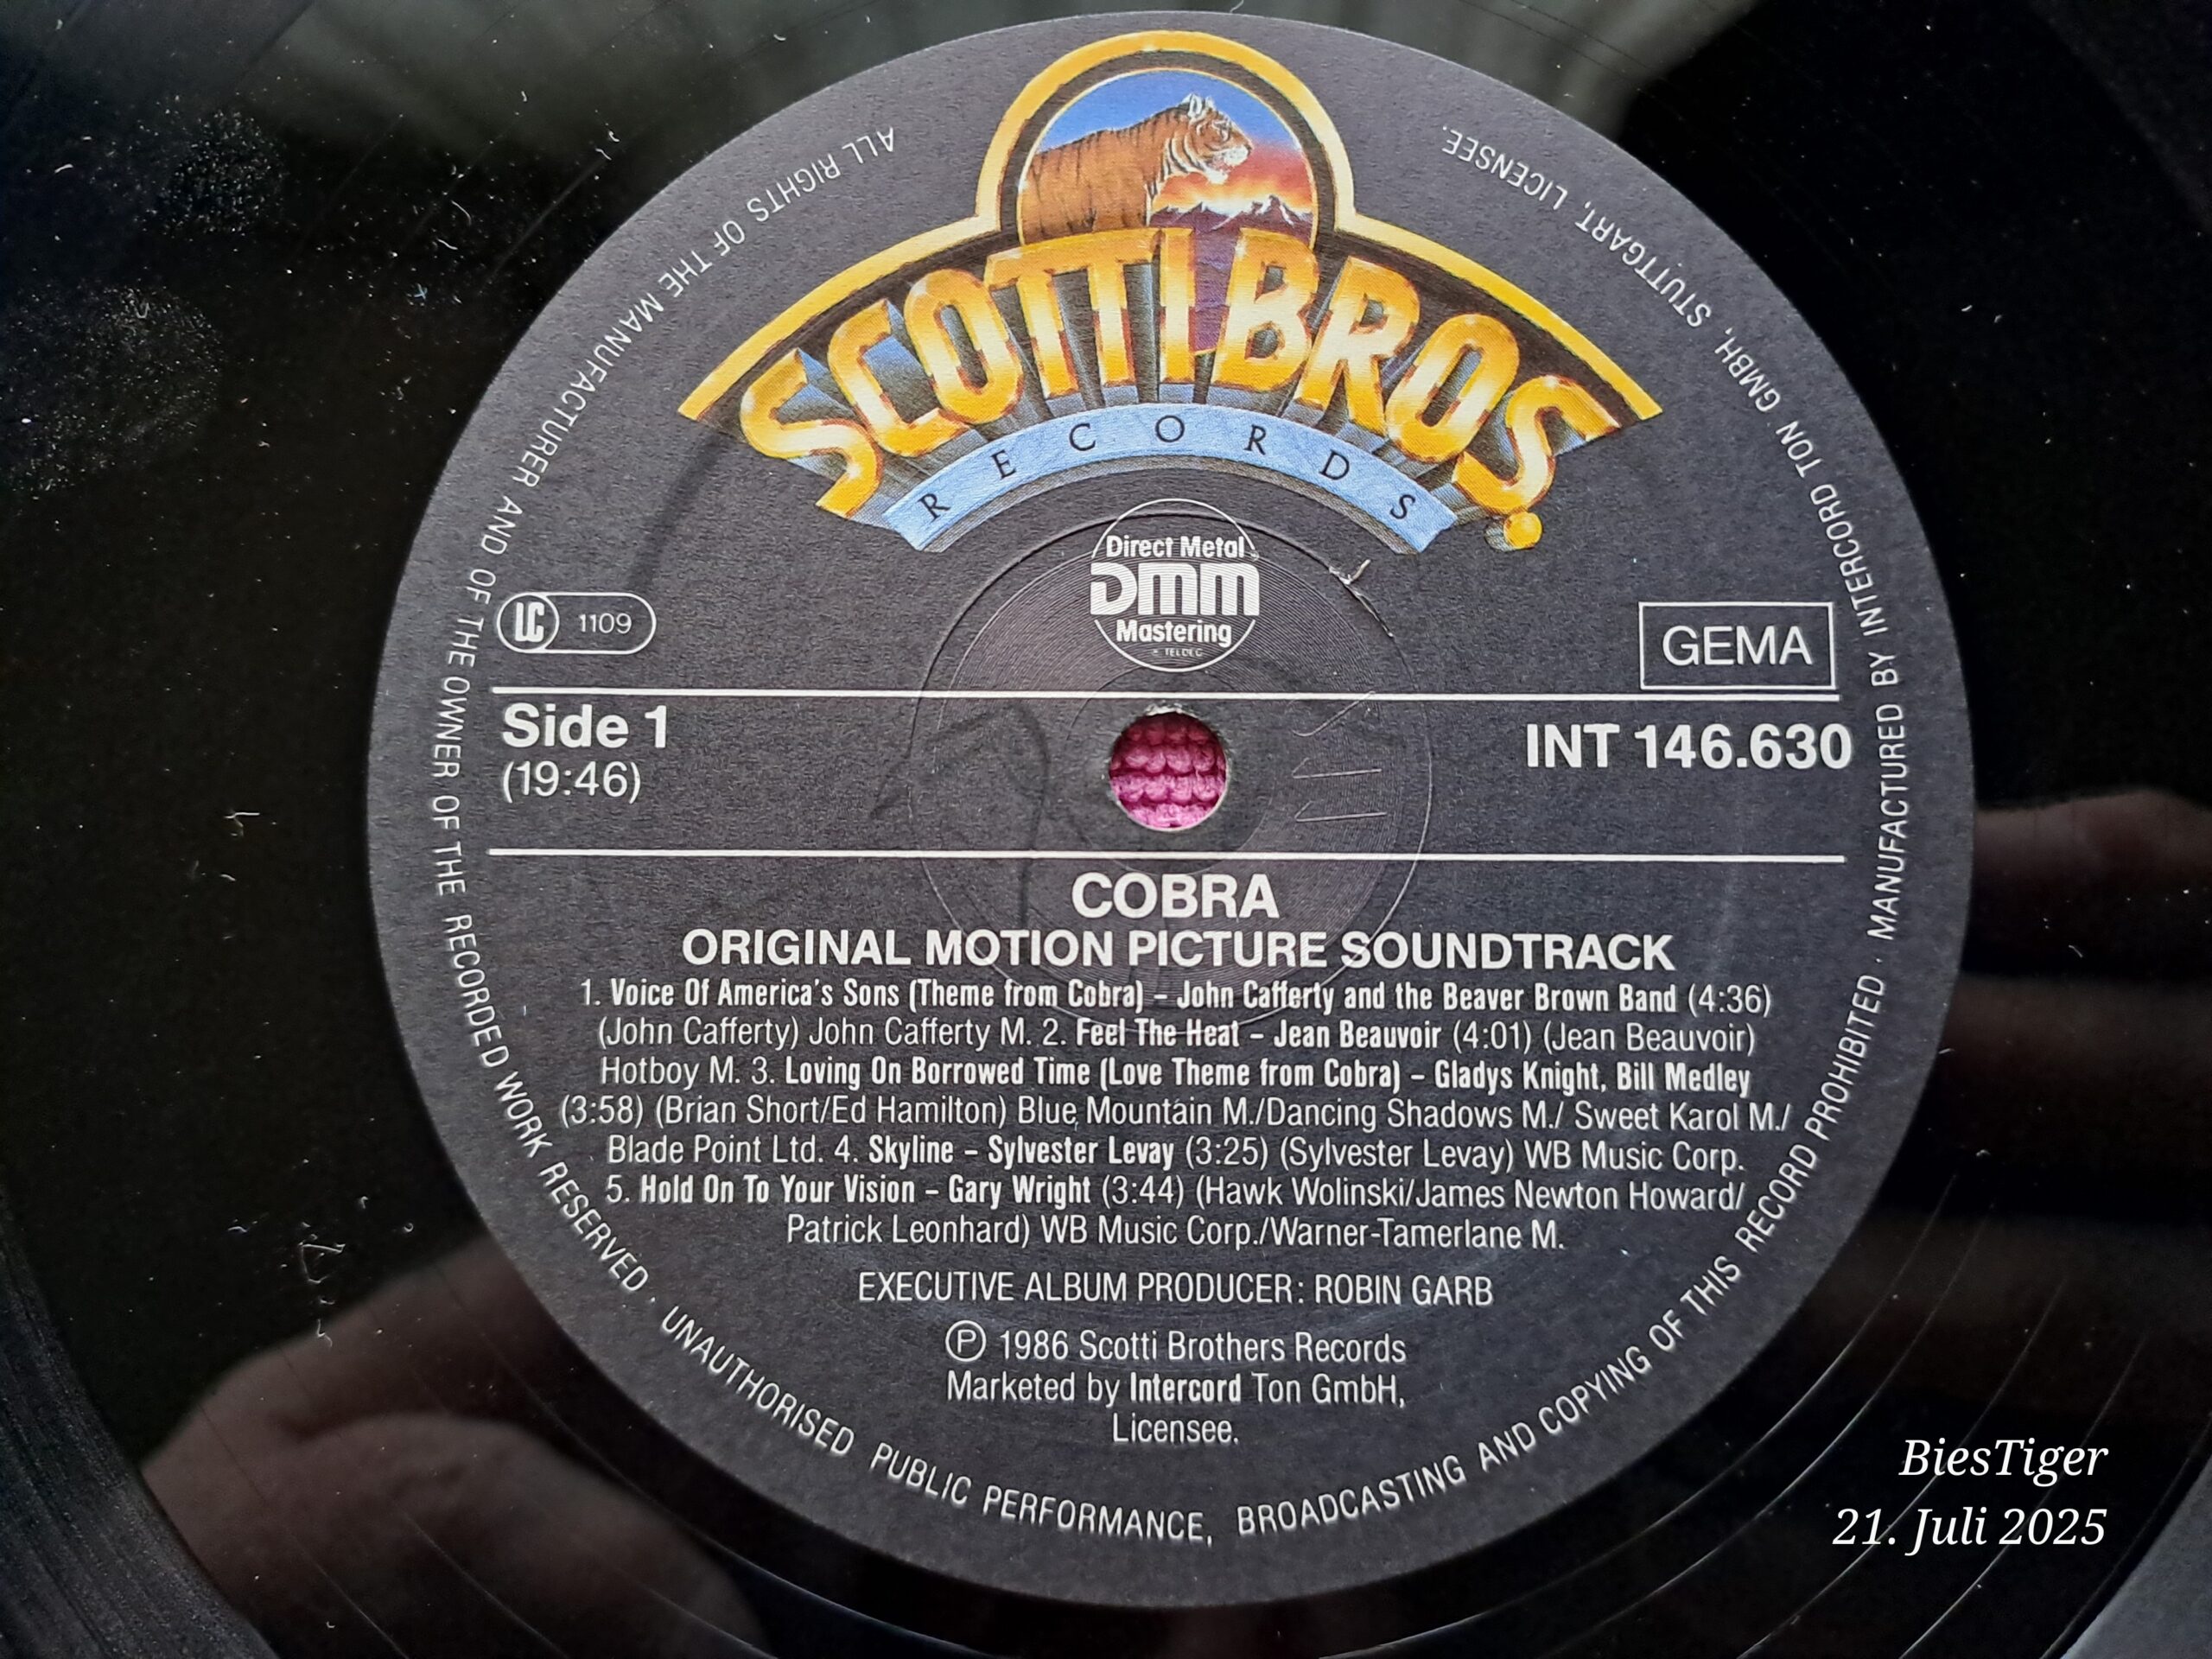 SCOTTI BROS.
RECORDS
Direct Metal
DMM
Mastering
® TELDEC
LC 1109
GEMA
Side 1
(19:46)
INT 146.630
COBRA
ORIGINAL MOTION PICTURE SOUNDTRACK
1. Voice Of America's Sons (Theme from Cobra) – John Cafferty and the Beaver Brown Band (4:36)
(John Cafferty) John Cafferty M. 2. Feel The Heat – Jean Beauvoir (4:01) (Jean Beauvoir)
Hotboy M. 3. Loving On Borrowed Time (Love Theme from Cobra) – Gladys Knight, Bill Medley
(3:58) (Brian Short/Ed Hamilton) Blue Mountain M./Dancing Shadows M./ Sweet Karol M./
Blade Point Ltd. 4. Skyline – Sylvester Levay (3:25) (Sylvester Levay) WB Music Corp.
5. Hold On To Your Vision – Gary Wright (3:44) (Hawk Wolinski/James Newton Howard/
Patrick Leonhard) WB Music Corp./Warner-Tamerlane M.
EXECUTIVE ALBUM PRODUCER: ROBIN GARB
Ⓟ 1986 Scotti Brothers Records
Marketed by Intercord Ton GmbH,
Licensee.
ALL RIGHTS OF THE MANUFACTURER AND OF THE OWNER OF THE RECORDED WORK RESERVED · UNAUTHORISED PUBLIC PERFORMANCE, BROADCASTING AND COPYING OF THIS RECORD PROHIBITED · MANUFACTURED BY INTERCORD TON GMBH, STUTTGART, LICENSEE.
BiesTiger
21. Juli 2025